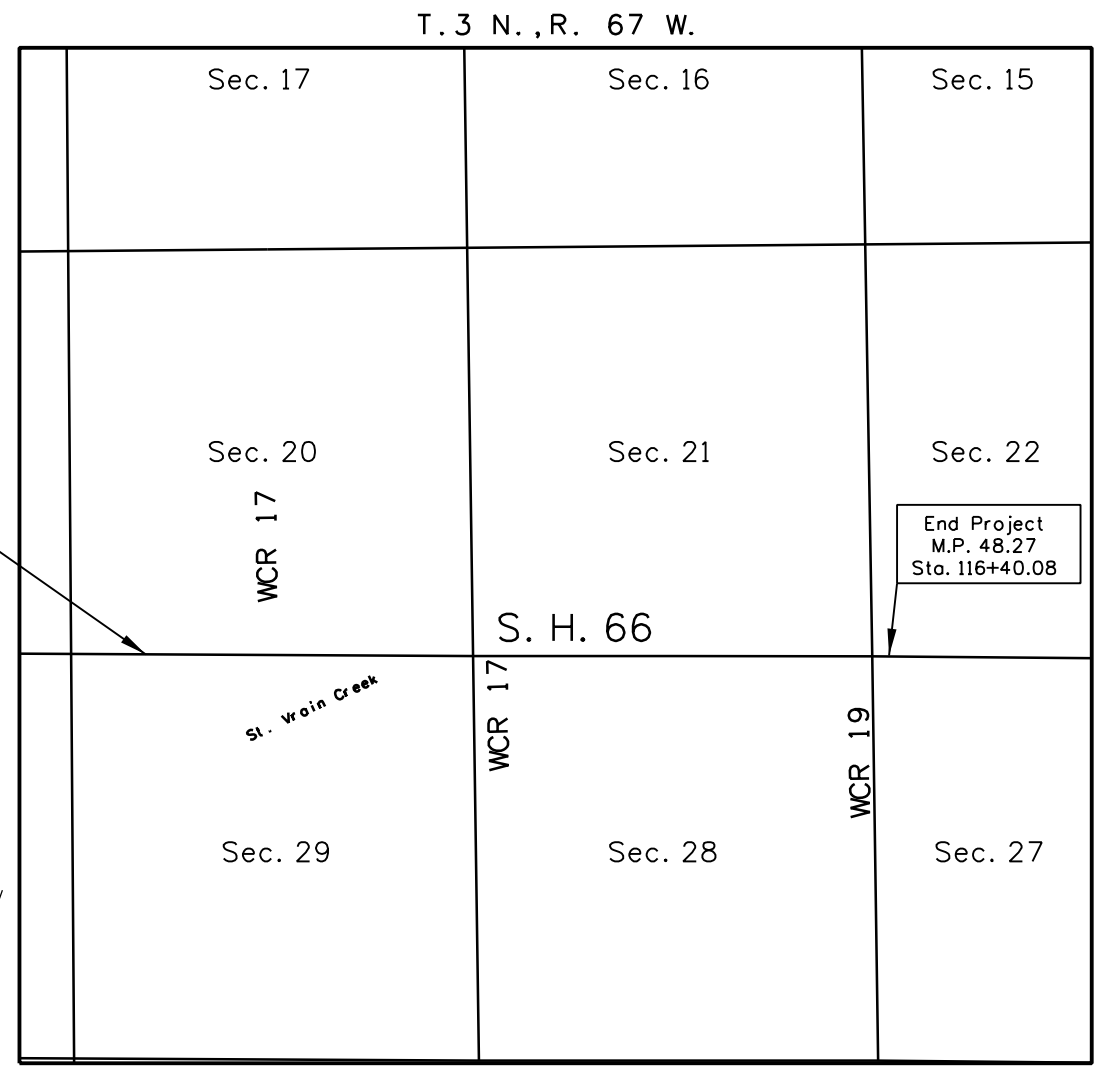 T. 3 N. , R. 67 W.
Sec. 17
Sec. 16
Sec. 15
Sec. 20
Sec. 21
Sec. 22
WCR 17
End Project
M.P. 48.27
Sta. 116+40.08
S. H. 66
St. Vrain Creek
WCR 17
WCR 19
Sec. 29
Sec. 28
Sec. 27